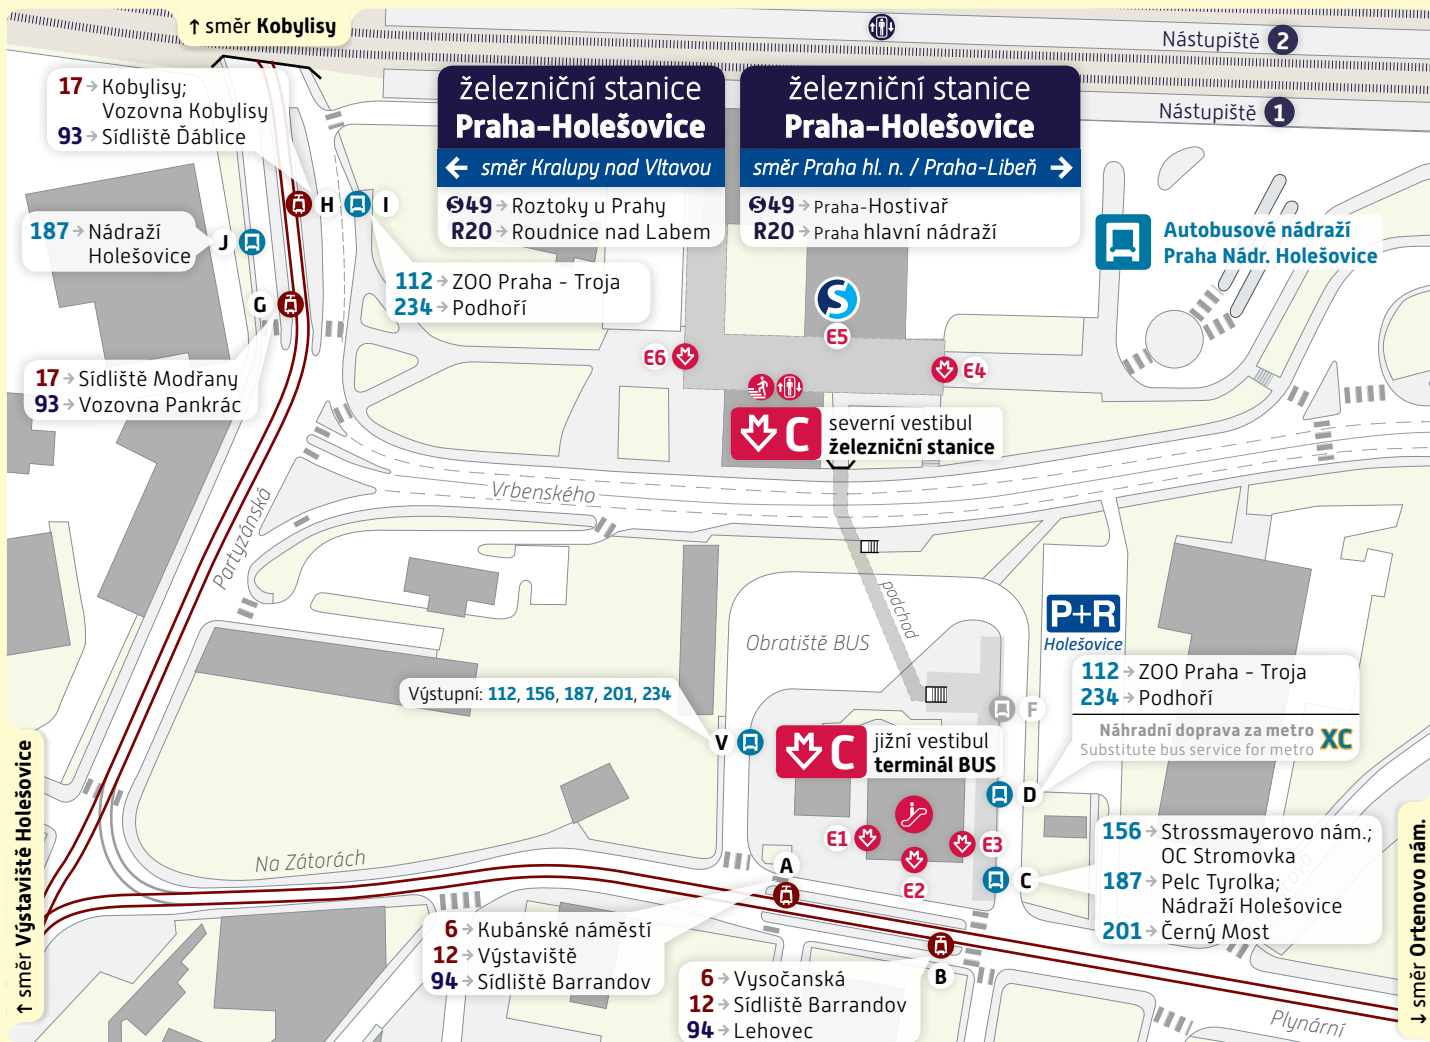 ↑ směr Kobylisy
Nástupiště 2
Nástupiště 1
17 → Kobylisy;
Vozovna Kobylisy
93 → Sídliště Ďáblice
železniční stanice
Praha-Holešovice
← směr Kralupy nad Vltavou
S49 → Roztoky u Prahy
R20 → Roudnice nad Labem
železniční stanice
Praha-Holešovice
směr Praha hl. n. / Praha-Libeň →
S49 → Praha-Hostivař
R20 → Praha hlavní nádraží
H
I
187 → Nádraží
Holešovice
J
G
Autobusové nádraží
Praha Nádr. Holešovice
112 → ZOO Praha - Troja
234 → Podhoří
S
E5
E6
E4
17 → Sídliště Modřany
93 → Vozovna Pankrác
M C
severní vestibul
železniční stanice
Vrbenského
Partyzánská
podchod
P+R
Holešovice
Obratiště BUS
112 → ZOO Praha - Troja
234 → Podhoří
Náhradní doprava za metro
Substitute bus service for metro
XC
Výstupní: 112, 156, 187, 201, 234
V
F
M C
jižní vestibul
terminál BUS
D
E1
E2
E3
C
156 → Strossmayerovo nám.;
OC Stromovka
187 → Pelc Tyrolka;
Nádraží Holešovice
201 → Černý Most
Na Zátorách
A
6 → Kubánské náměstí
12 → Výstaviště
94 → Sídliště Barrandov
B
6 → Vysočanská
12 → Sídliště Barrandov
94 → Lehovec
Plynární
↑ směr Výstaviště Holešovice
↓ směr Ortenovo nám.